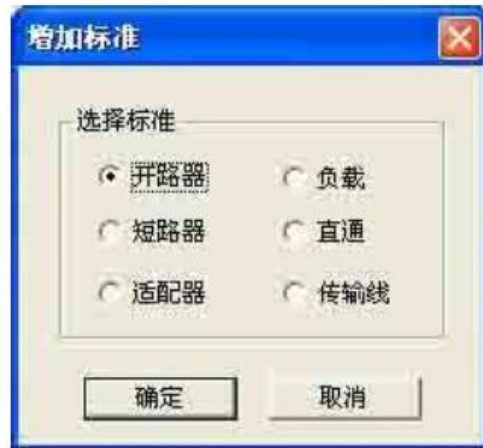 增加标准
选择标准
开路器 负载
短路器 直通
适配器 传输线
确定 取消